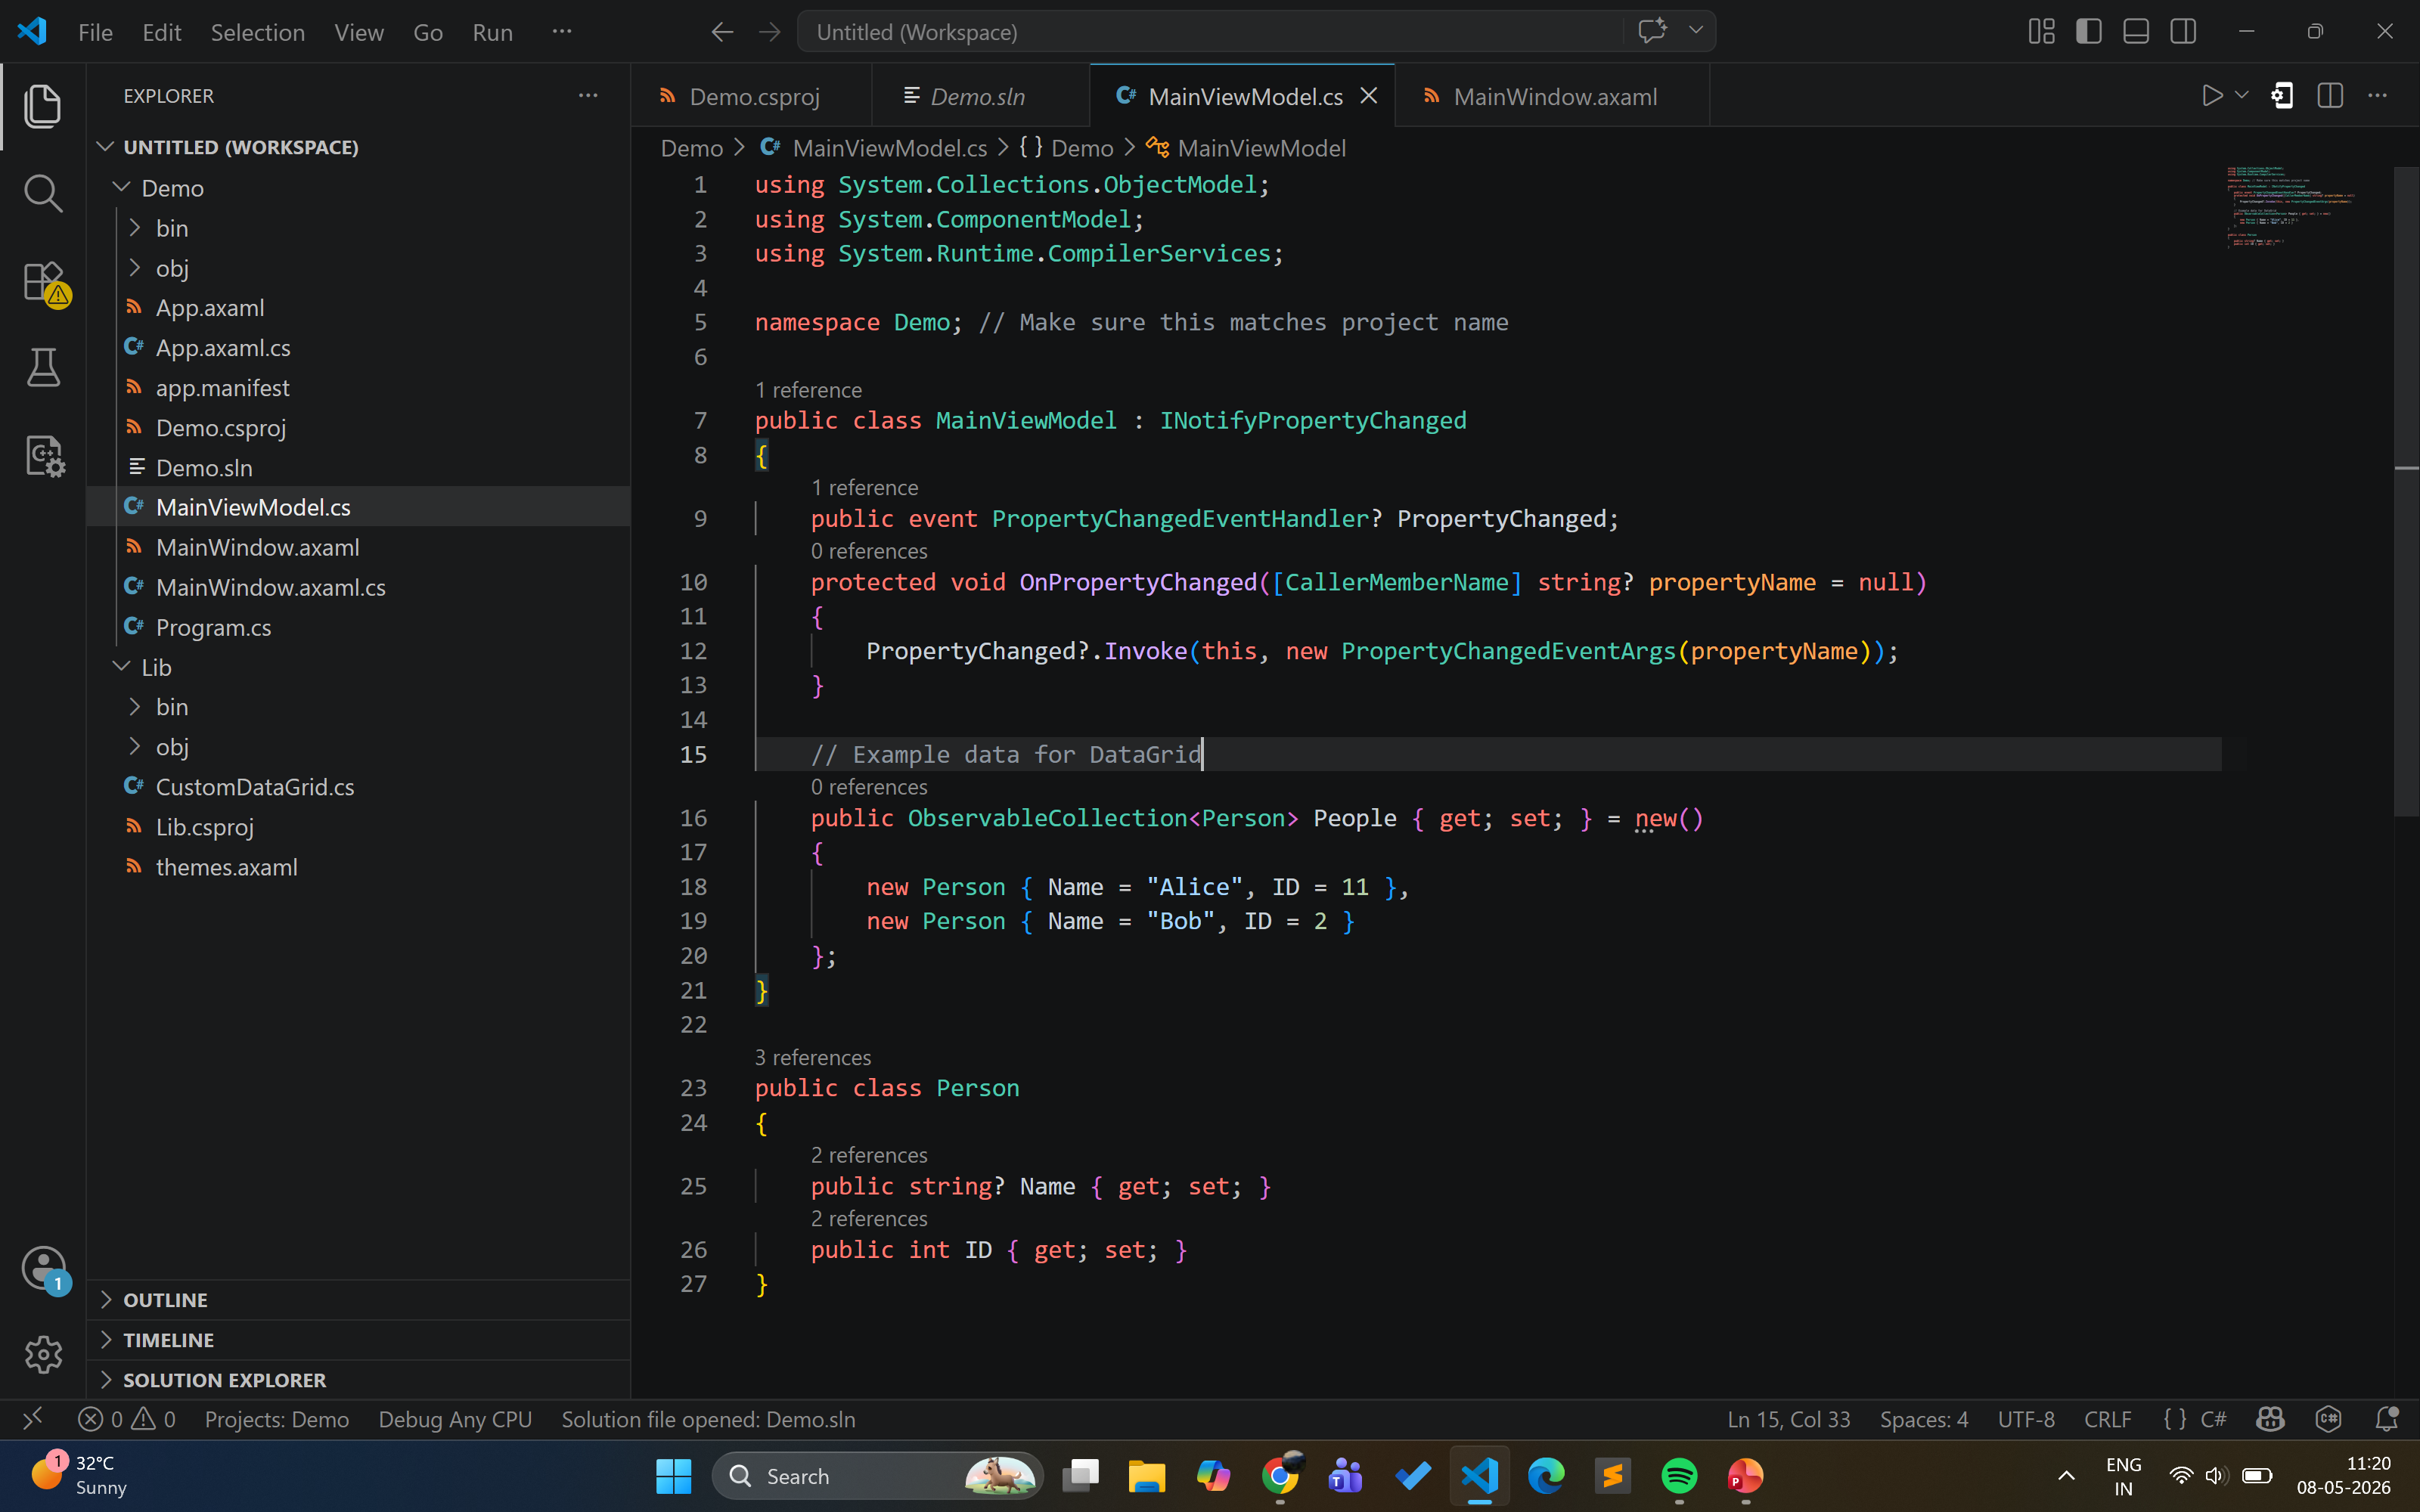 File Edit Selection View Go Run ···
Untitled (Workspace)
EXPLORER ···
UNTITLED (WORKSPACE)
Demo
bin
obj
App.axaml
App.axaml.cs
app.manifest
Demo.csproj
Demo.sln
MainViewModel.cs
MainWindow.axaml
MainWindow.axaml.cs
Program.cs
Lib
bin
obj
CustomDataGrid.cs
Lib.csproj
themes.axaml
OUTLINE
TIMELINE
SOLUTION EXPLORER
1
Demo.csproj Demo.sln C# MainViewModel.cs MainWindow.axaml
Demo > C# MainViewModel.cs > {} Demo > MainViewModel
1 using System.Collections.ObjectModel;
2 using System.ComponentModel;
3 using System.Runtime.CompilerServices;
4
5 namespace Demo; // Make sure this matches project name
6
1 reference
7 public class MainViewModel : INotifyPropertyChanged
8 {
1 reference
9 public event PropertyChangedEventHandler? PropertyChanged;
0 references
10 protected void OnPropertyChanged([CallerMemberName] string? propertyName = null)
11 {
12 PropertyChanged?.Invoke(this, new PropertyChangedEventArgs(propertyName));
13 }
14
15 // Example data for DataGrid
0 references
16 public ObservableCollection<Person> People { get; set; } = new()
17 {
18 new Person { Name = "Alice", ID = 11 },
19 new Person { Name = "Bob", ID = 2 }
20 };
21 }
22
3 references
23 public class Person
24 {
2 references
25 public string? Name { get; set; }
2 references
26 public int ID { get; set; }
27 }
0 0 Projects: Demo Debug Any CPU Solution file opened: Demo.sln Ln 15, Col 33 Spaces: 4 UTF-8 CRLF {} C#
1 32°C
Sunny
Search
ENG
IN
11:20
08-05-2026